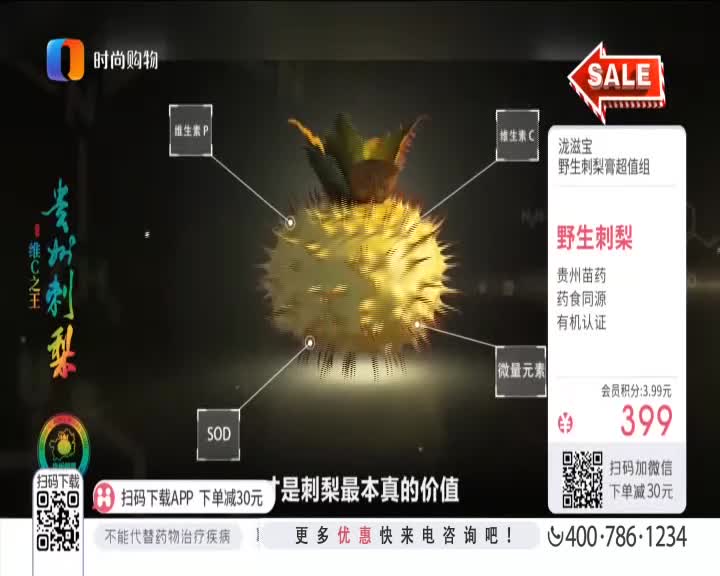 时尚购物
SALE
维生素 P
维生素 C
泷滋宝
野生刺梨膏超值组
野生刺梨
贵州苗药
药食同源
有机认证
贵州刺梨
维C之王
微量元素
SOD
会员积分:3.99元
399
扫码加微信
下单减30元
扫码下载
扫码下载APP 下单减30元
是刺梨最本真的价值
不能代替药物治疗疾病
更多优惠快来电咨询吧！
400·786·1234